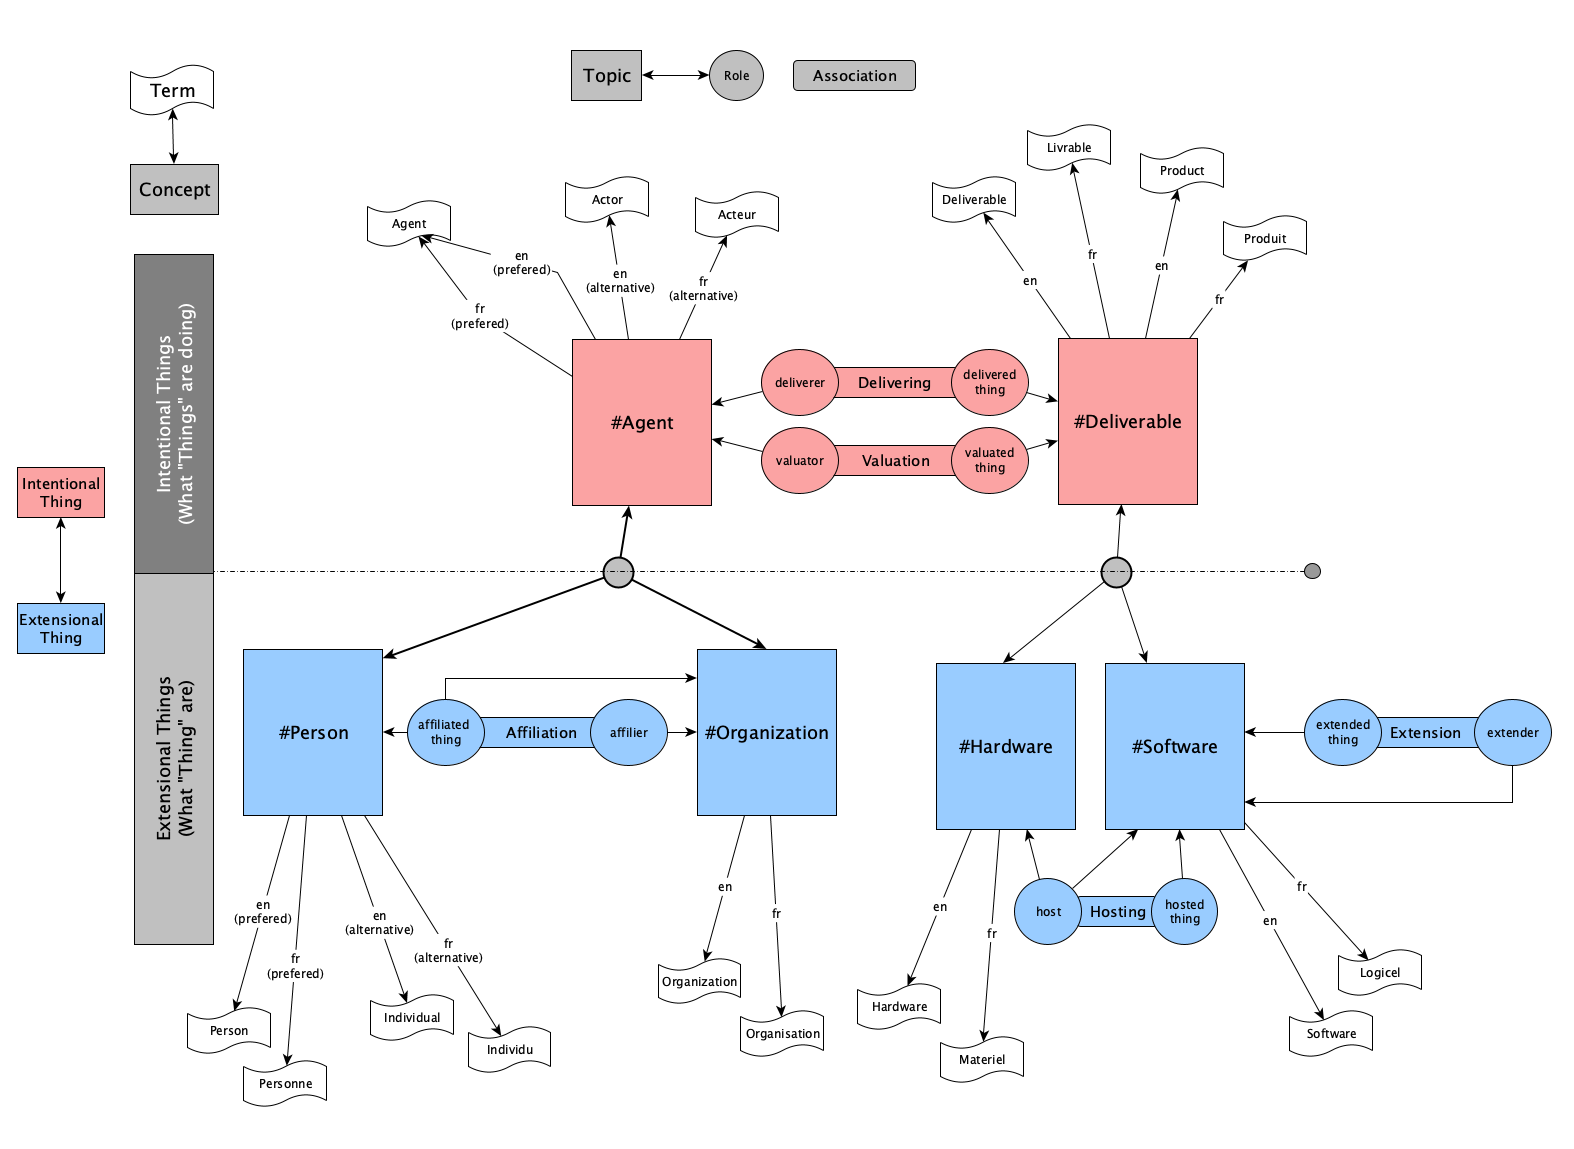 Term
Concept
Topic
Role
Association
Agent
Actor
Acteur
en
(prefered)
en
(alternative)
fr
(alternative)
fr
(prefered)
Deliverable
Livrable
Product
Produit
en
fr
en
fr
Intentional Things
(What "Things" are doing)
Extensional Things
(What "Thing" are)
Intentional
Thing
Extensional
Thing
#Agent
deliverer
Delivering
delivered
thing
valuator
Valuation
valuated
thing
#Deliverable
#Person
affiliated
thing
Affiliation
affilier
#Organization
#Hardware
#Software
extended
thing
Extension
extender
host
Hosting
hosted
thing
en
(prefered)
fr
(prefered)
en
(alternative)
fr
(alternative)
Person
Personne
Individual
Individu
en
fr
Organization
Organisation
en
fr
Hardware
Materiel
en
fr
Software
Logicel